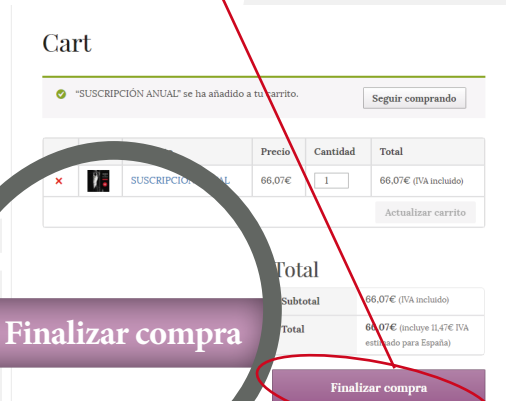 Cart
"SUSCRIPCIÓN ANUAL" se ha añadido a tu carrito.
Seguir comprando
Precio Cantidad Total
SUSCRIPCIÓN ANUAL 66,07€ 1 66,07€ (IVA incluido)
Actualizar carrito
Total
Subtotal 66,07€ (IVA incluido)
Total 66,07€ (incluye 11,47€ IVA
estimado para España)
Finalizar compra
Finalizar compra